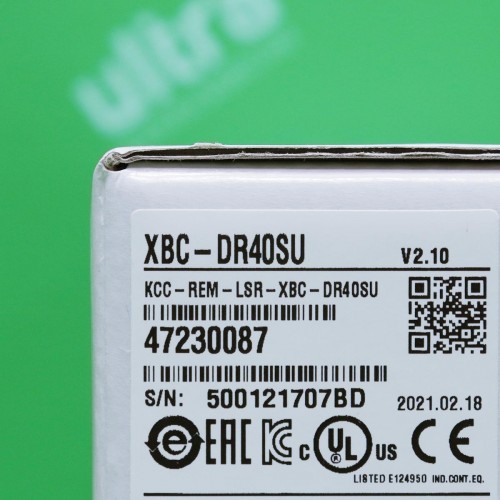 ultra
XBC-DR40SU V2.10
KCC-REM-LSR-XBC-DR40SU
47230087
S/N: 500121707BD 2021.02.18
e EAC KC c UL US CE
LISTED E124950 IND.CONT.EQ.